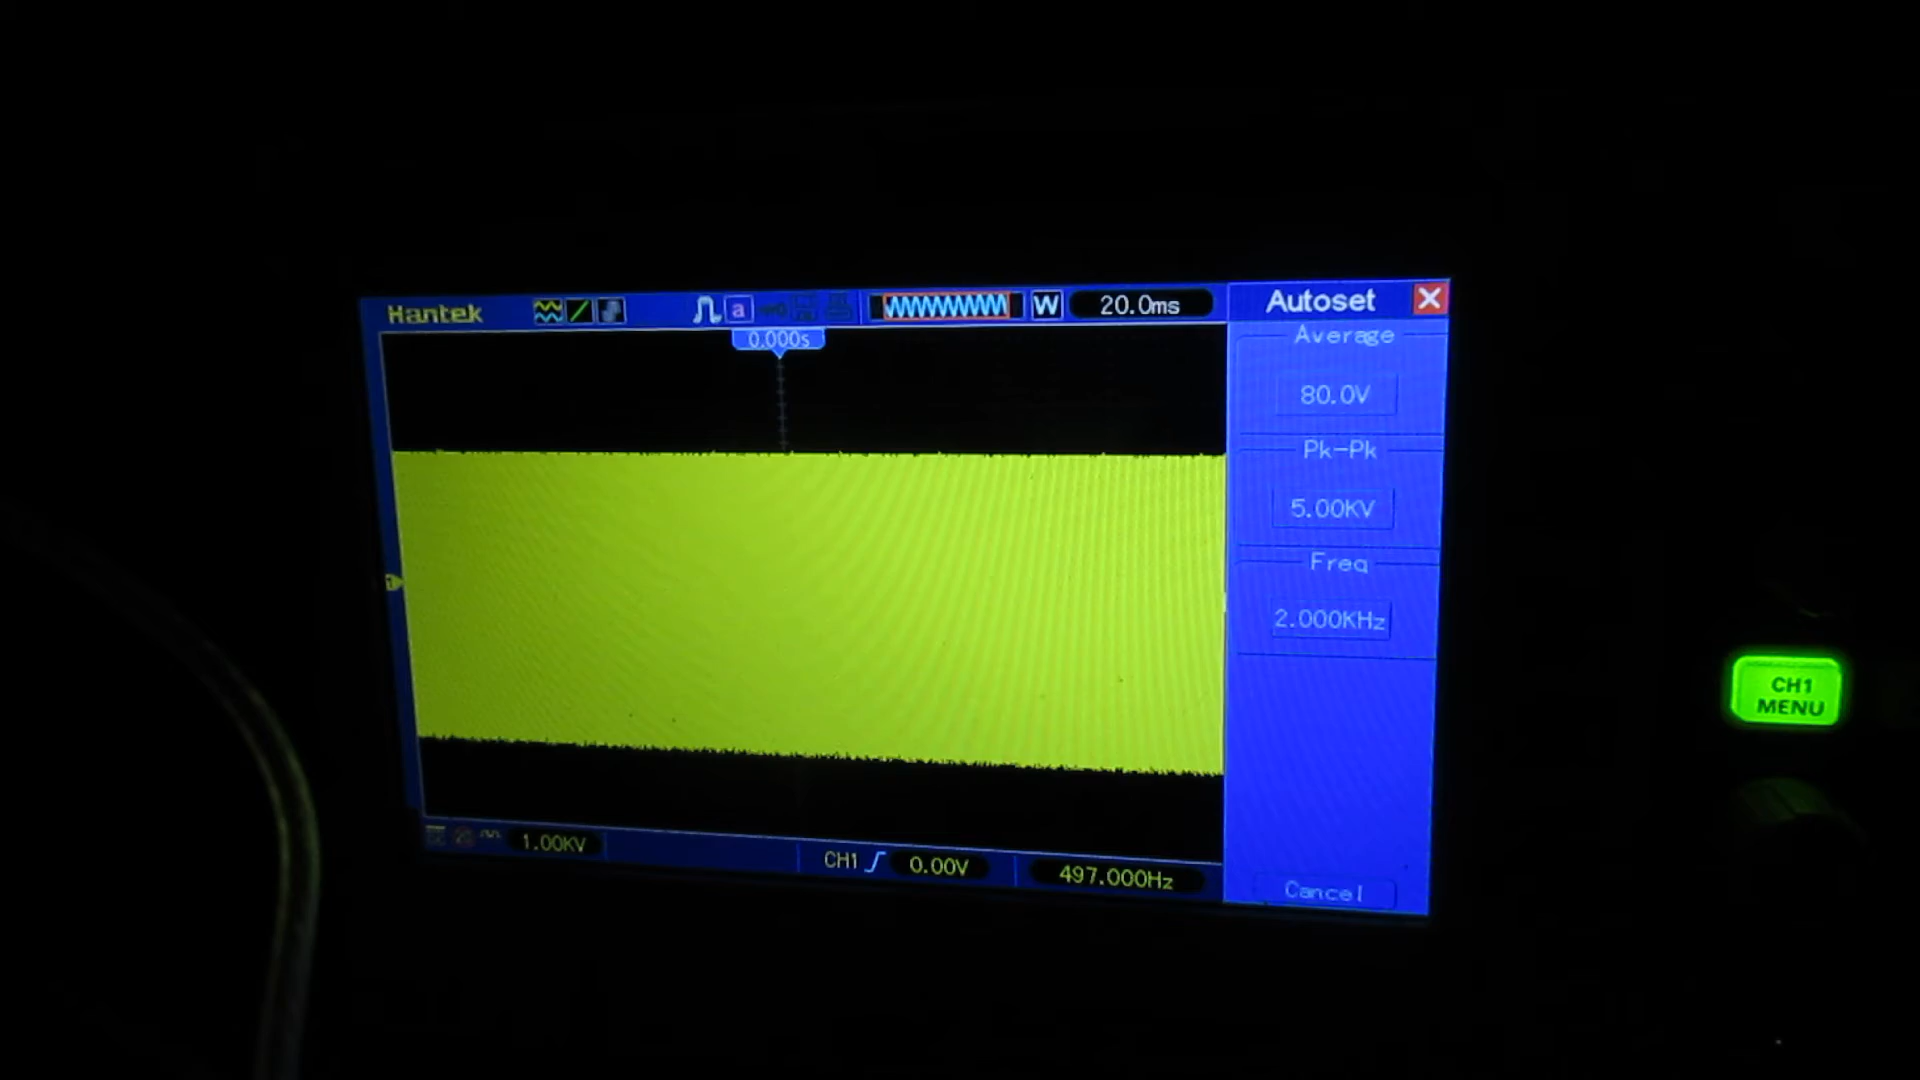 Hantek
a
W
20.0ms
Autoset
0.000s
Average
80.0V
Pk-Pk
5.00KV
Freq
2.000KHz
1
CH1
MENU
1.00KV
CH1
0.00V
497.000Hz
Cancel